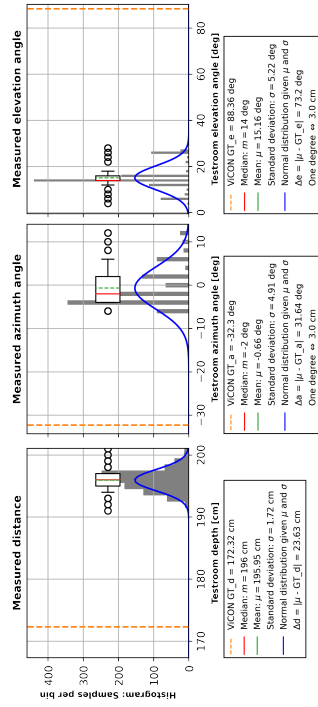 Measured distance
Histogram: Samples per bin
400
300
200
100
0
170
180
190
200
Testroom depth [cm]
ViCON GT_d = 172.32 cm
Median: m = 196 cm
Mean: μ = 195.95 cm
Standard deviation: σ = 1.72 cm
Normal distribution given μ and σ
Δd = |μ - GT_d| = 23.63 cm
Measured azimuth angle
−30
−20
−10
0
10
Testroom azimuth angle [deg]
ViCON GT_a = -32.3 deg
Median: m = -2 deg
Mean: μ = -0.66 deg
Standard deviation: σ = 4.91 deg
Normal distribution given μ and σ
Δa = |μ - GT_a| = 31.64 deg
One degree ⇔ 3.0 cm
Measured elevation angle
0
20
40
60
80
Testroom elevation angle [deg]
ViCON GT_e = 88.36 deg
Median: m = 14 deg
Mean: μ = 15.16 deg
Standard deviation: σ = 5.22 deg
Normal distribution given μ and σ
Δe = |μ - GT_e| = 73.2 deg
One degree ⇔ 3.0 cm